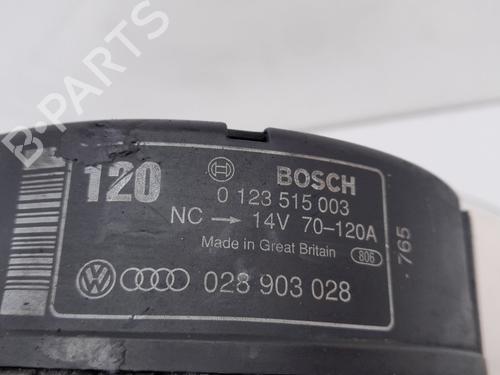 B-PARTS
120
BOSCH
0 123 515 003
NC → 14V 70-120A
Made in Great Britain 806
765
028 903 028